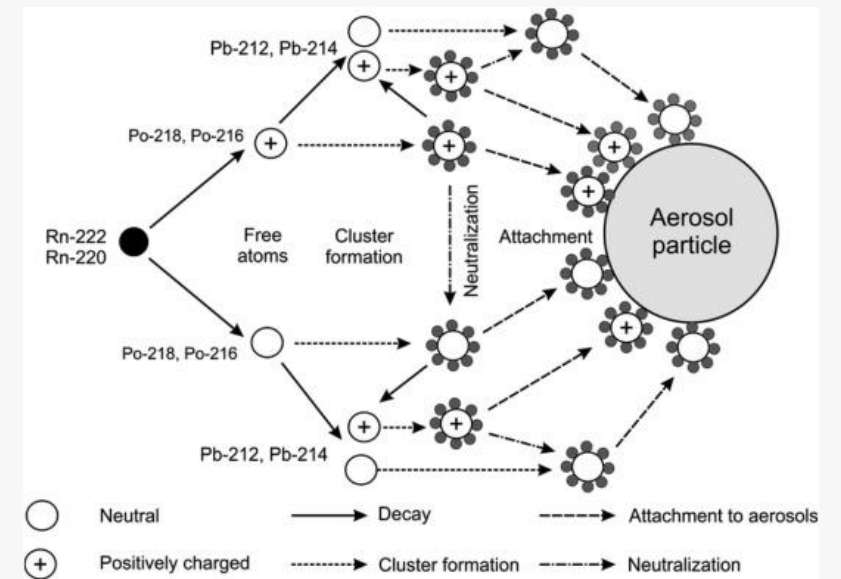 Pb-212, Pb-214
+
+
Po-218, Po-216
+
+
+
+
Rn-222
Rn-220
Free
atoms
Cluster
formation
Neutralization
Attachment
Aerosol
particle
Po-218, Po-216
+
+
+
Pb-212, Pb-214
Neutral
Decay
Attachment to aerosols
+
Positively charged
Cluster formation
Neutralization